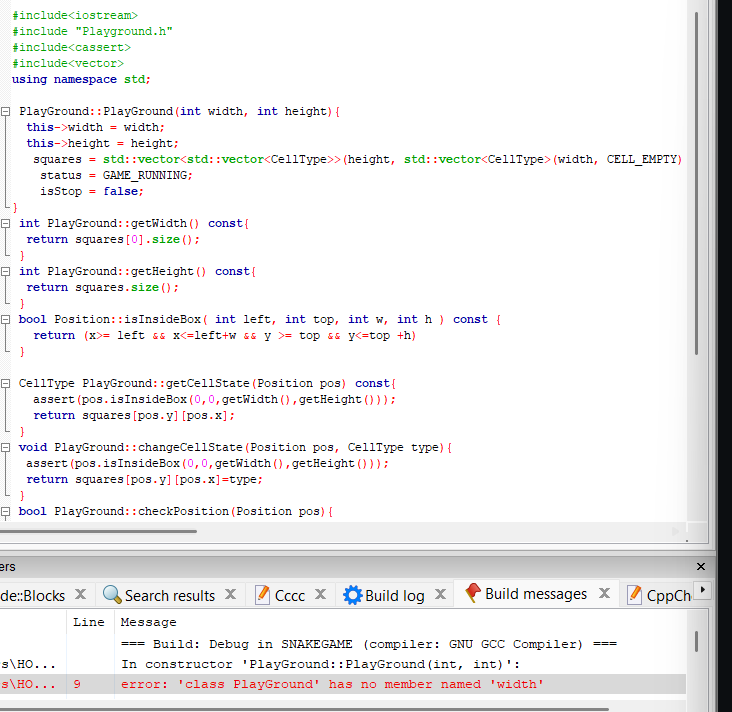 #include<iostream>
#include "Playground.h"
#include<cassert>
#include<vector>
using namespace std;
PlayGround::PlayGround(int width, int height){
this->width = width;
this->height = height;
squares = std::vector<std::vector<CellType>>(height, std::vector<CellType>(width, CELL_EMPTY)
status = GAME_RUNNING;
isStop = false;
}
int PlayGround::getWidth() const{
return squares[0].size();
}
int PlayGround::getHeight() const{
return squares.size();
}
bool Position::isInsideBox( int left, int top, int w, int h ) const {
return (x>= left && x<=left+w && y >= top && y<=top +h)
}
CellType PlayGround::getCellState(Position pos) const{
assert(pos.isInsideBox(0,0,getWidth(),getHeight()));
return squares[pos.y][pos.x];
}
void PlayGround::changeCellState(Position pos, CellType type){
assert(pos.isInsideBox(0,0,getWidth(),getHeight()));
return squares[pos.y][pos.x]=type;
}
bool PlayGround::checkPosition(Position pos){
ers X
de::Blocks X Search results X Cccc X Build log X Build messages X CppCh
Line Message
=== Build: Debug in SNAKEGAME (compiler: GNU GCC Compiler) ===
s\HO... In constructor 'PlayGround::PlayGround(int, int)':
s\HO... 9 error: 'class PlayGround' has no member named 'width'